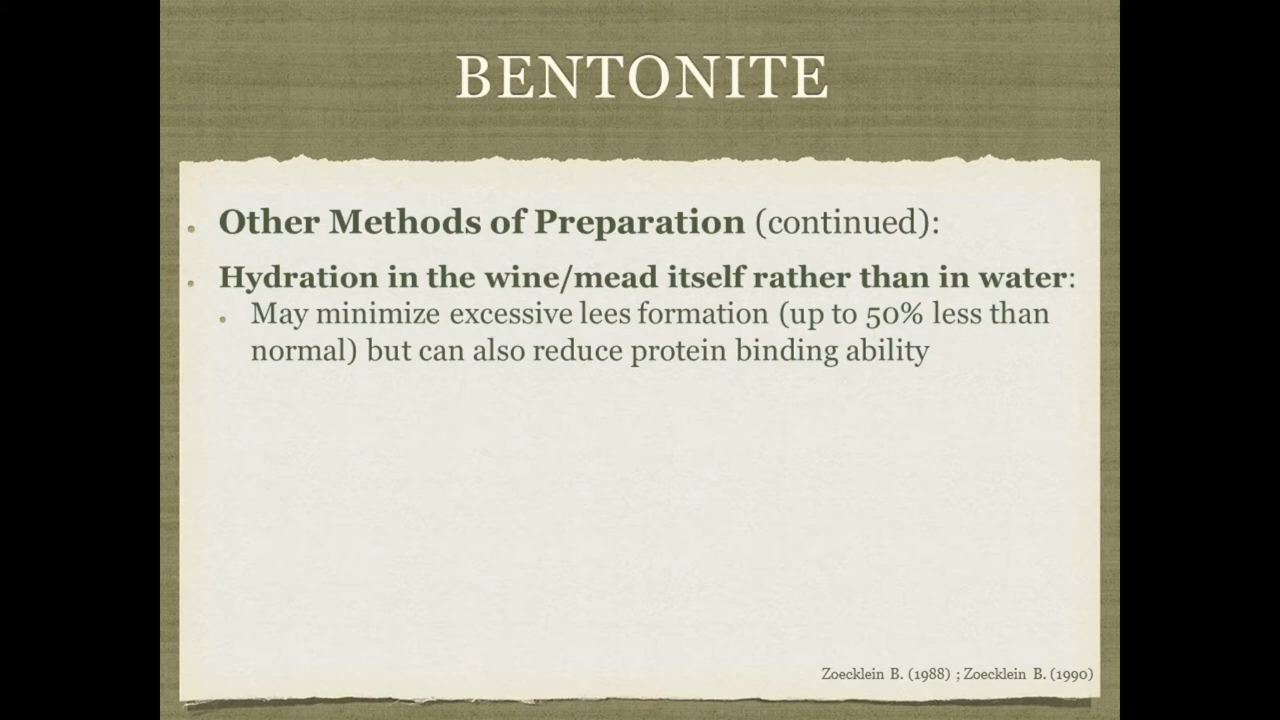 BENTONITE
Other Methods of Preparation (continued):
Hydration in the wine/mead itself rather than in water:
May minimize excessive lees formation (up to 50% less than
normal) but can also reduce protein binding ability
Zoecklein B. (1988) ; Zoecklein B. (1990)